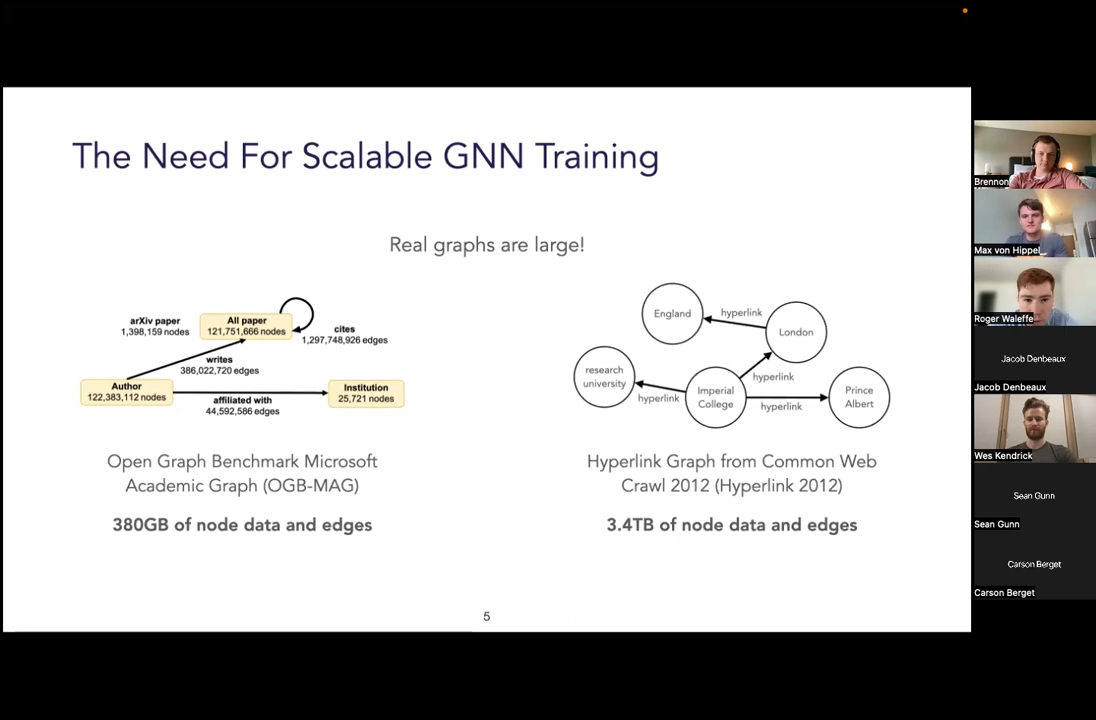 The Need For Scalable GNN Training
Real graphs are large!
arXiv paper
1,398,159 nodes
All paper
121,751,666 nodes
cites
1,297,748,926 edges
writes
386,022,720 edges
Author
122,383,112 nodes
affiliated with
44,592,586 edges
Institution
25,721 nodes
Open Graph Benchmark Microsoft
Academic Graph (OGB-MAG)
380GB of node data and edges
England
hyperlink
London
research
university
hyperlink
Imperial
College
hyperlink
hyperlink
Prince
Albert
Hyperlink Graph from Common Web
Crawl 2012 (Hyperlink 2012)
3.4TB of node data and edges
5
Brennon
Max von Hippel
Roger Waleffe
Jacob Denbeaux
Jacob Denbeaux
Wes Kendrick
Sean Gunn
Sean Gunn
Carson Berget
Carson Berget